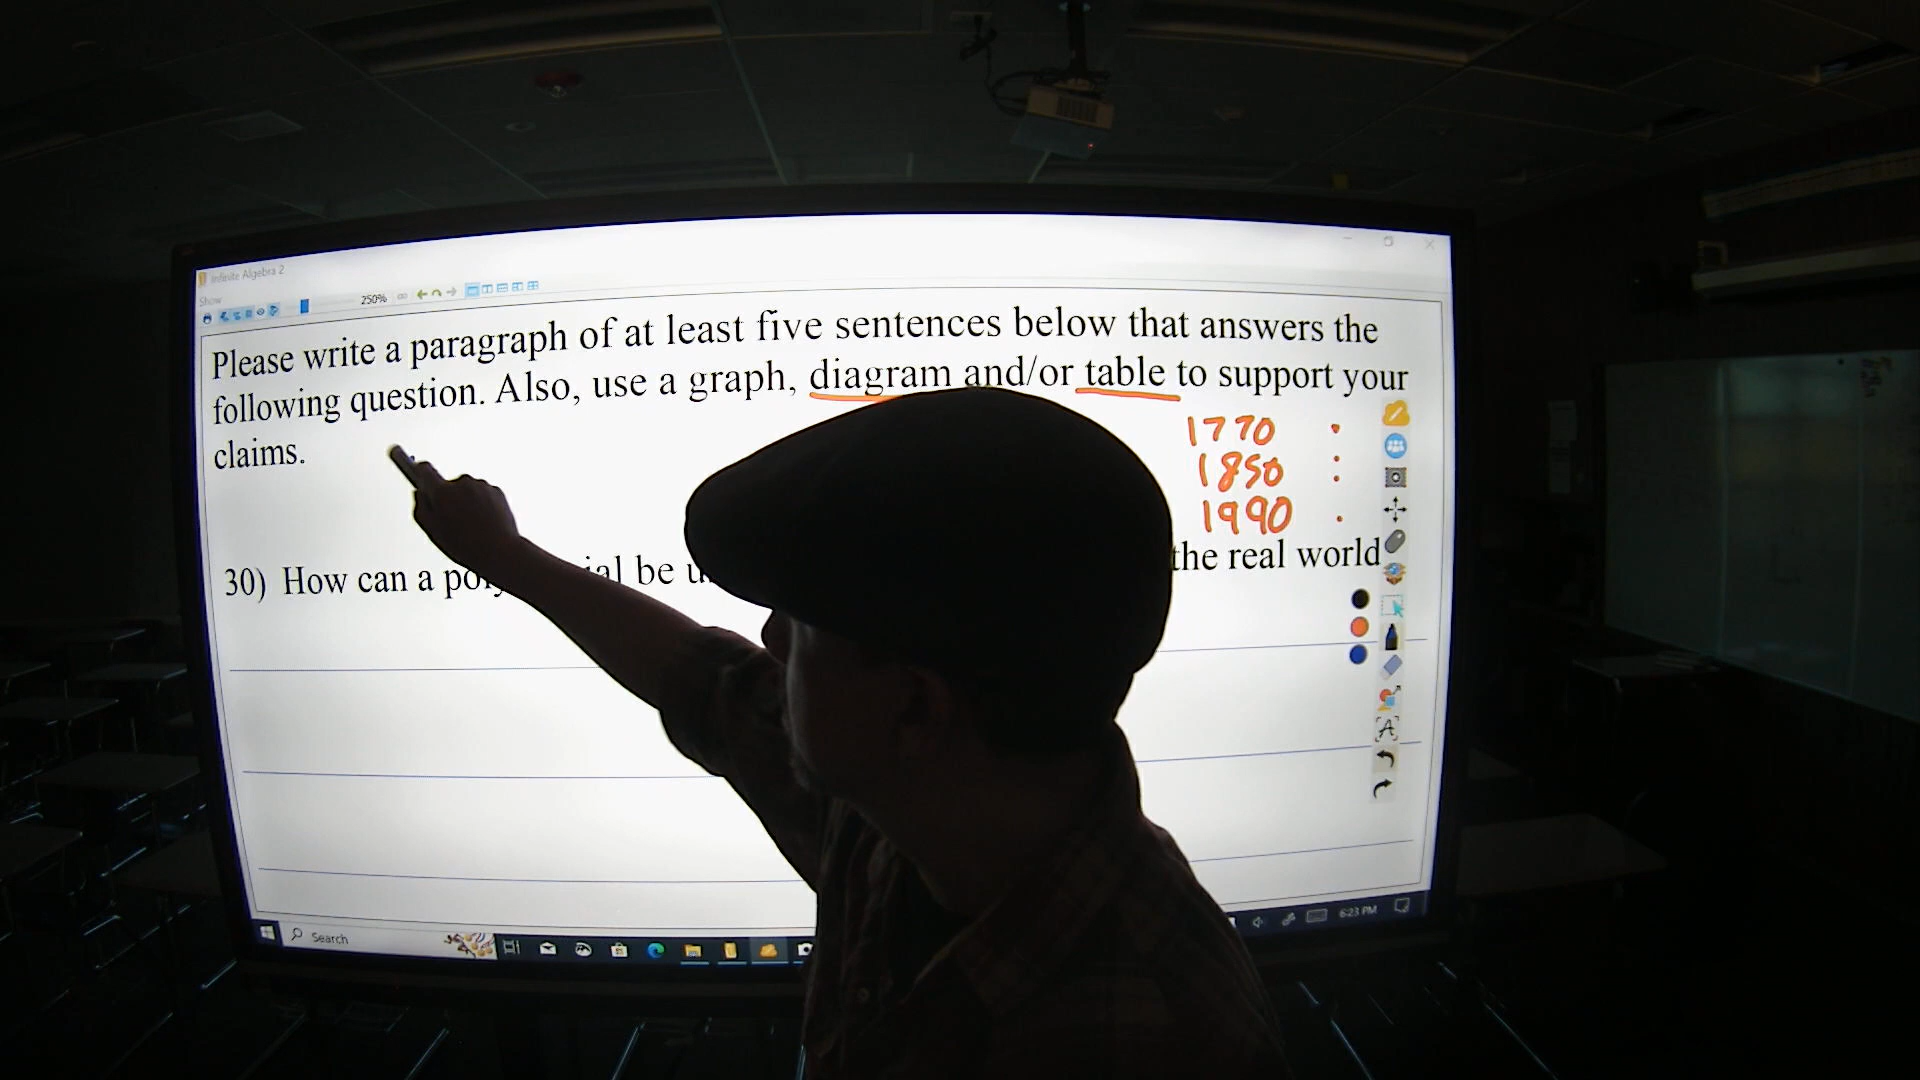 Infinite Algebra 2
Show
250%
Please write a paragraph of at least five sentences below that answers the
following question. Also, use a graph, diagram and/or table to support your
claims.
1770
1850
1990
30) How can a be the real world
Search
6:23 PM